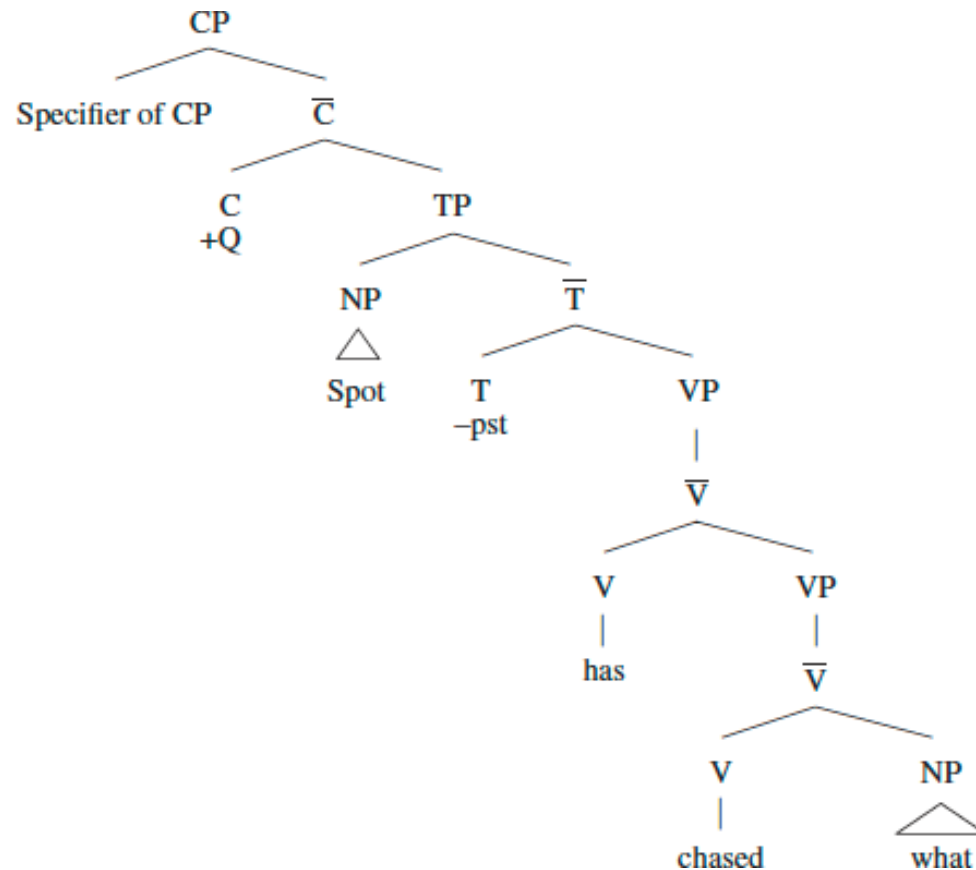 CP
Specifier of CP C̅
C TP
+Q
NP T̅
Spot T VP
–pst
V̅
V VP
has
V̅
V NP
chased what